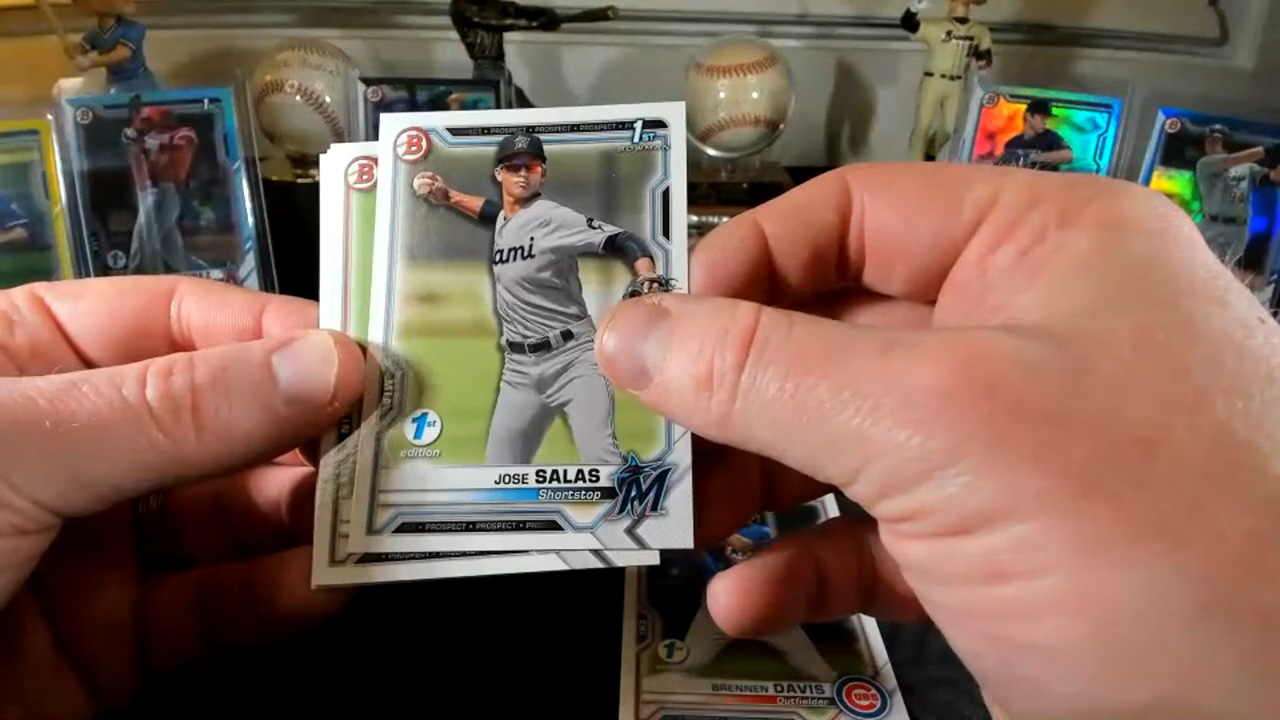 PROSPECT • PROSPECT • PROSPECT
1ST
BOWMAN
B
B
ami
1st
edition
JOSE SALAS
Shortstop
M
• PROSPECT • PROSPECT • PRO
PROSPECT
1st
BRENNEN DAVIS
Outfielder
CUBS